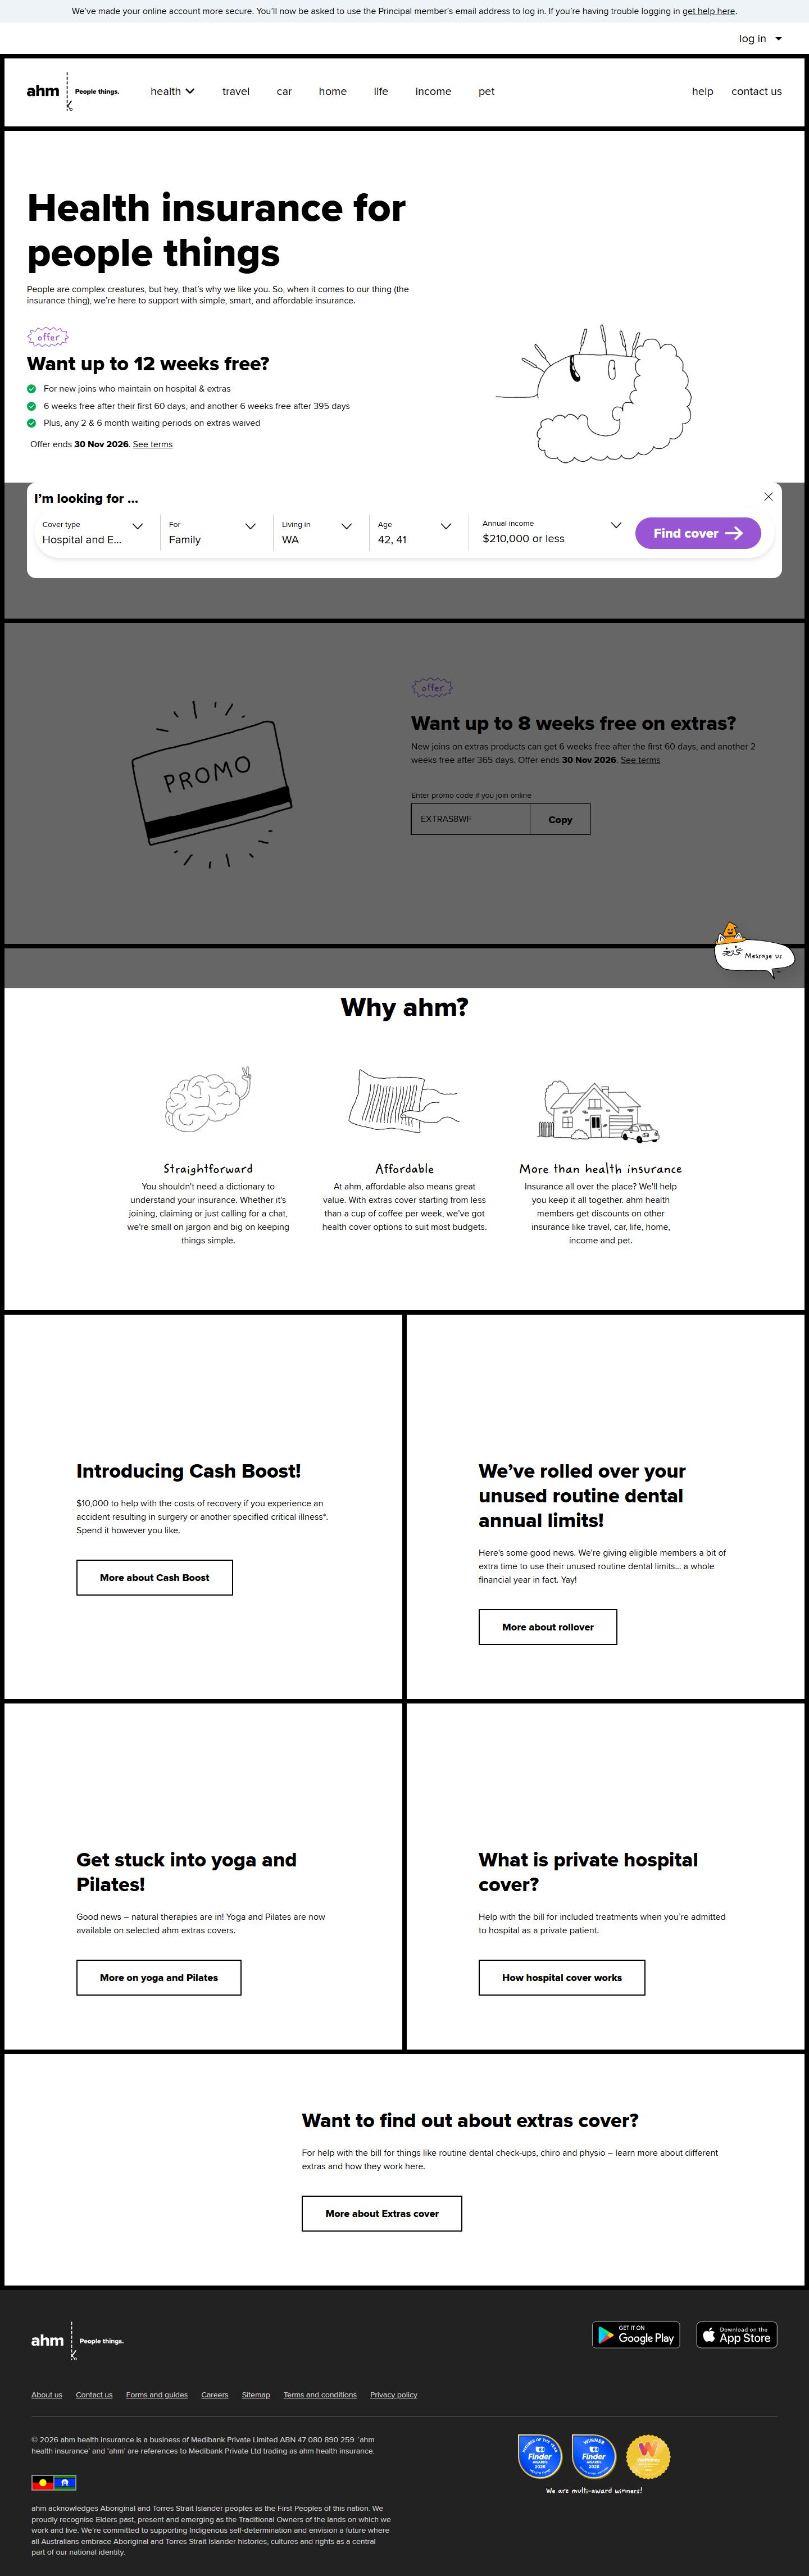 We've made your online account more secure. You'll now be asked to use the Principal member's email address to log in. If you're having trouble logging in get help here.
log in
ahm People things.
health travel car home life income pet help contact us
Health insurance for
people things
People are complex creatures, but hey, that's why we like you. So, when it comes to our thing (the
insurance thing), we're here to support with simple, smart, and affordable insurance.
offer
Want up to 12 weeks free?
For new joins who maintain on hospital & extras
6 weeks free after their first 60 days, and another 6 weeks free after 395 days
Plus, any 2 & 6 month waiting periods on extras waived
Offer ends 30 Nov 2026. See terms
I'm looking for ...
Cover type
Hospital and E...
For
Family
Living in
WA
Age
42, 41
Annual income
$210,000 or less
Find cover
PROMO
offer
Want up to 8 weeks free on extras?
New joins on extras products can get 6 weeks free after the first 60 days, and another 2
weeks free after 365 days. Offer ends 30 Nov 2026. See terms
Enter promo code if you join online
EXTRAS8WF Copy
Message us
Why ahm?
Straightforward
You shouldn't need a dictionary to
understand your insurance. Whether it's
joining, claiming or just calling for a chat,
we're small on jargon and big on keeping
things simple.
Affordable
At ahm, affordable also means great
value. With extras cover starting from less
than a cup of coffee per week, we've got
health cover options to suit most budgets.
More than health insurance
Insurance all over the place? We'll help
you keep it all together. ahm health
members get discounts on other
insurance like travel, car, life, home,
income and pet.
Introducing Cash Boost!
$10,000 to help with the costs of recovery if you experience an
accident resulting in surgery or another specified critical illness*.
Spend it however you like.
More about Cash Boost
We've rolled over your
unused routine dental
annual limits!
Here's some good news. We're giving eligible members a bit of
extra time to use their unused routine dental limits... a whole
financial year in fact. Yay!
More about rollover
Get stuck into yoga and
Pilates!
Good news – natural therapies are in! Yoga and Pilates are now
available on selected ahm extras covers.
More on yoga and Pilates
What is private hospital
cover?
Help with the bill for included treatments when you're admitted
to hospital as a private patient.
How hospital cover works
Want to find out about extras cover?
For help with the bill for things like routine dental check-ups, chiro and physio – learn more about different
extras and how they work here.
More about Extras cover
ahm People things.
GET IT ON
Google Play
Download on the
App Store
About us Contact us Forms and guides Careers Sitemap Terms and conditions Privacy policy
© 2026 ahm health insurance is a business of Medibank Private Limited ABN 47 080 890 259. 'ahm
health insurance' and 'ahm' are references to Medibank Private Ltd trading as ahm health insurance.
Finder
AWARDS
2026
WINNER
Finder
AWARDS
2026
We are multi-award winners!
ahm acknowledges Aboriginal and Torres Strait Islander peoples as the First Peoples of this nation. We
proudly recognise Elders past, present and emerging as the Traditional Owners of the lands on which we
work and live. We're committed to supporting Indigenous self-determination and envision a future where
all Australians embrace Aboriginal and Torres Strait Islander histories, cultures and rights as a central
part of our national identity.